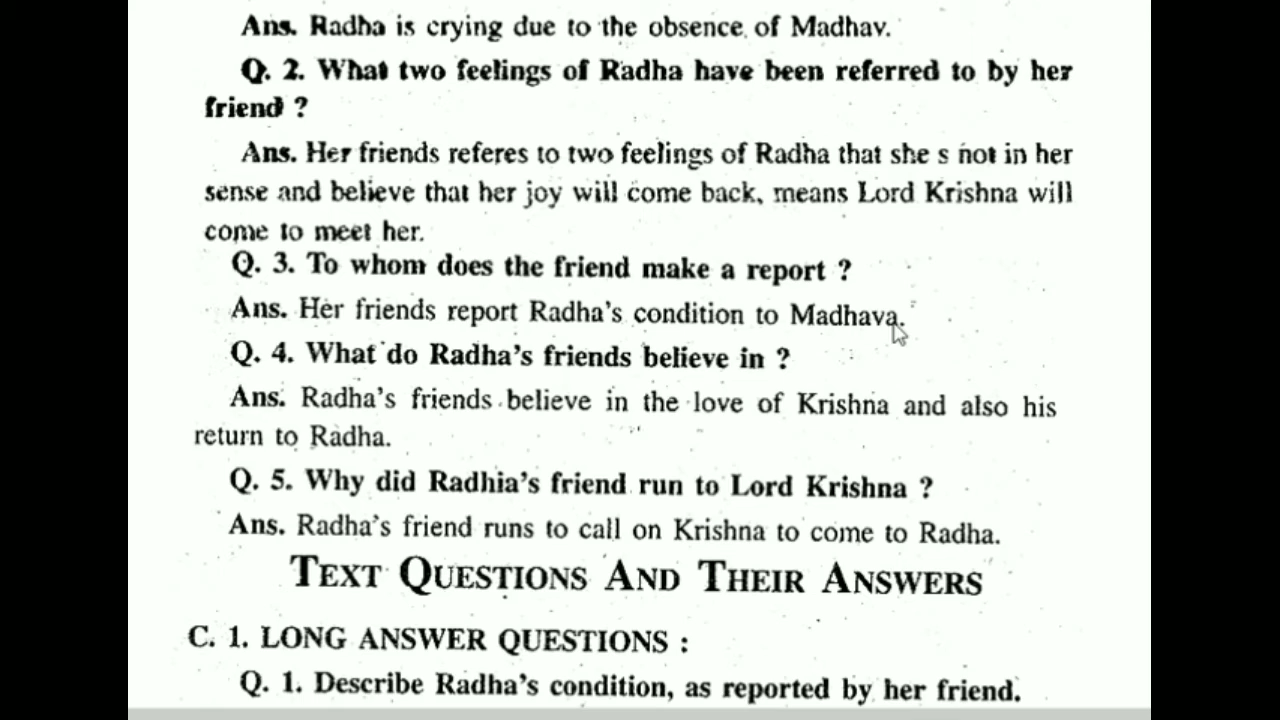 Ans. Radha is crying due to the obsence of Madhav.
Q. 2. What two feelings of Radha have been referred to by her
friend ?
Ans. Her friends referes to two feelings of Radha that she s not in her
sense and believe that her joy will come back, means Lord Krishna will
come to meet her.
Q. 3. To whom does the friend make a report ?
Ans. Her friends report Radha's condition to Madhava.
Q. 4. What do Radha's friends believe in ?
Ans. Radha's friends believe in the love of Krishna and also his
return to Radha.
Q. 5. Why did Radhia's friend run to Lord Krishna ?
Ans. Radha's friend runs to call on Krishna to come to Radha.
TEXT QUESTIONS AND THEIR ANSWERS
C. 1. LONG ANSWER QUESTIONS :
Q. 1. Describe Radha's condition, as reported by her friend.